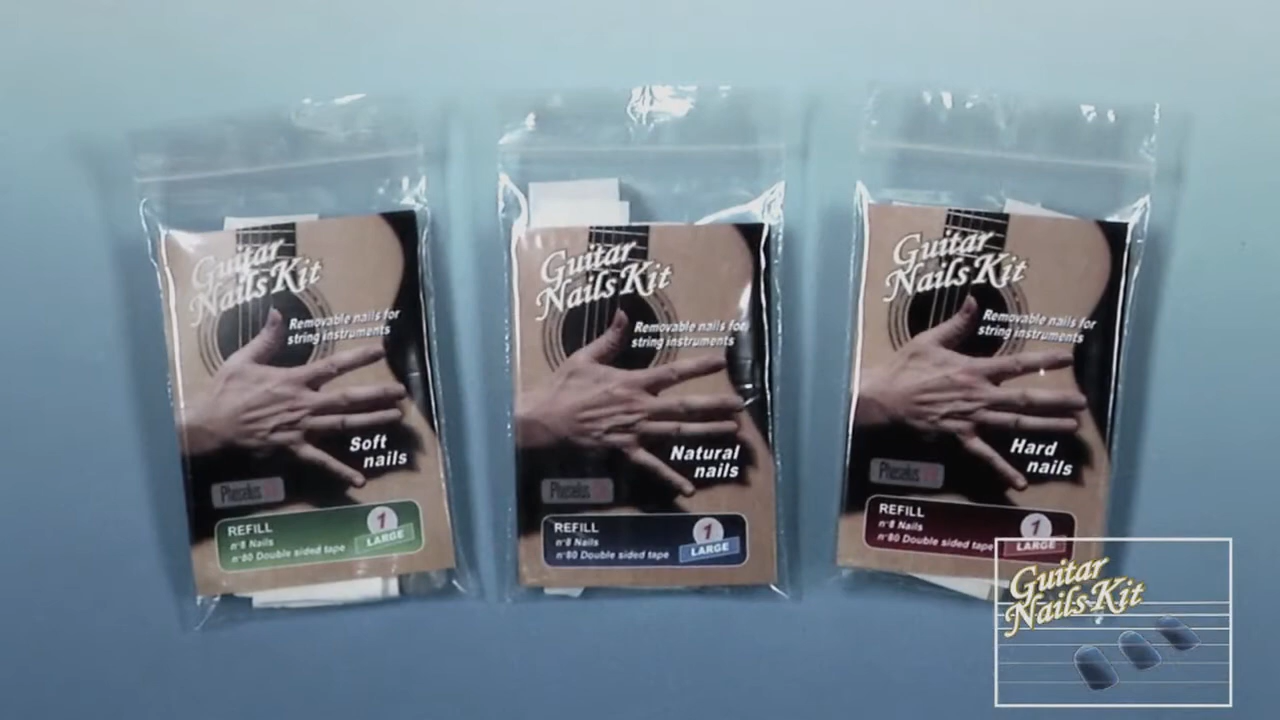 Guitar
Nails Kit
Removable nails for
string instruments
Soft
nails
REFILL
n°8 Nails
n°80 Double sided tape
1
LARGE
Guitar
Nails Kit
Removable nails for
string instruments
Natural
nails
REFILL
n°8 Nails
n°80 Double sided tape
1
LARGE
Guitar
Nails Kit
Removable nails for
string instruments
Hard
nails
REFILL
n°8 Nails
n°80 Double sided tape
1
LARGE
Guitar
Nails Kit